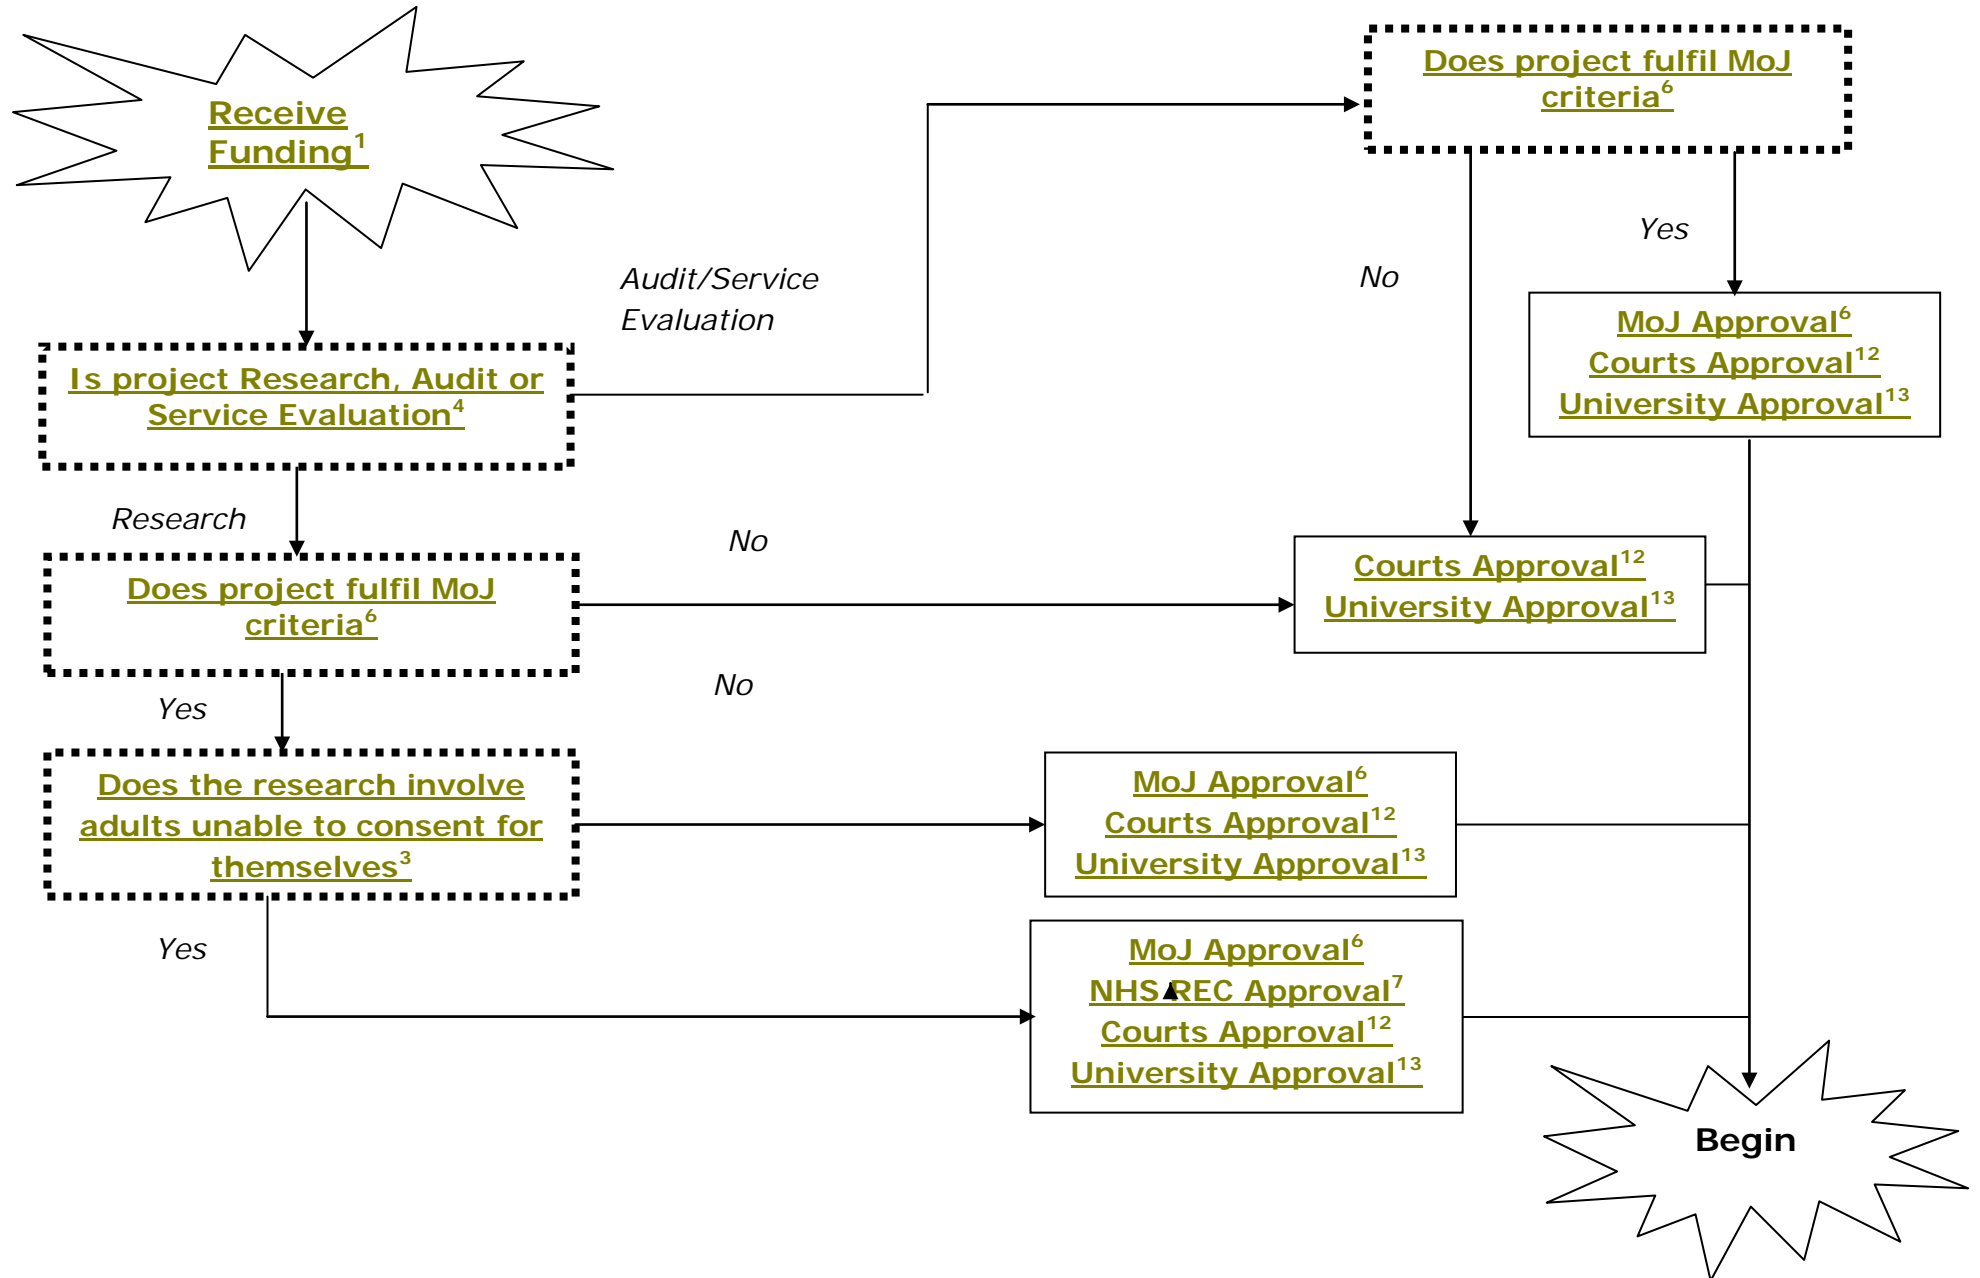 Receive
Funding¹
Does project fulfil MoJ
criteria⁶
Audit/Service
Evaluation
No
Yes
MoJ Approval⁶
Courts Approval¹²
University Approval¹³
Is project Research, Audit or
Service Evaluation⁴
Research
No
Does project fulfil MoJ
criteria⁶
Courts Approval¹²
University Approval¹³
Yes
No
Does the research involve
adults unable to consent for
themselves³
MoJ Approval⁶
Courts Approval¹²
University Approval¹³
Yes
MoJ Approval⁶
NHS REC Approval⁷
Courts Approval¹²
University Approval¹³
Begin